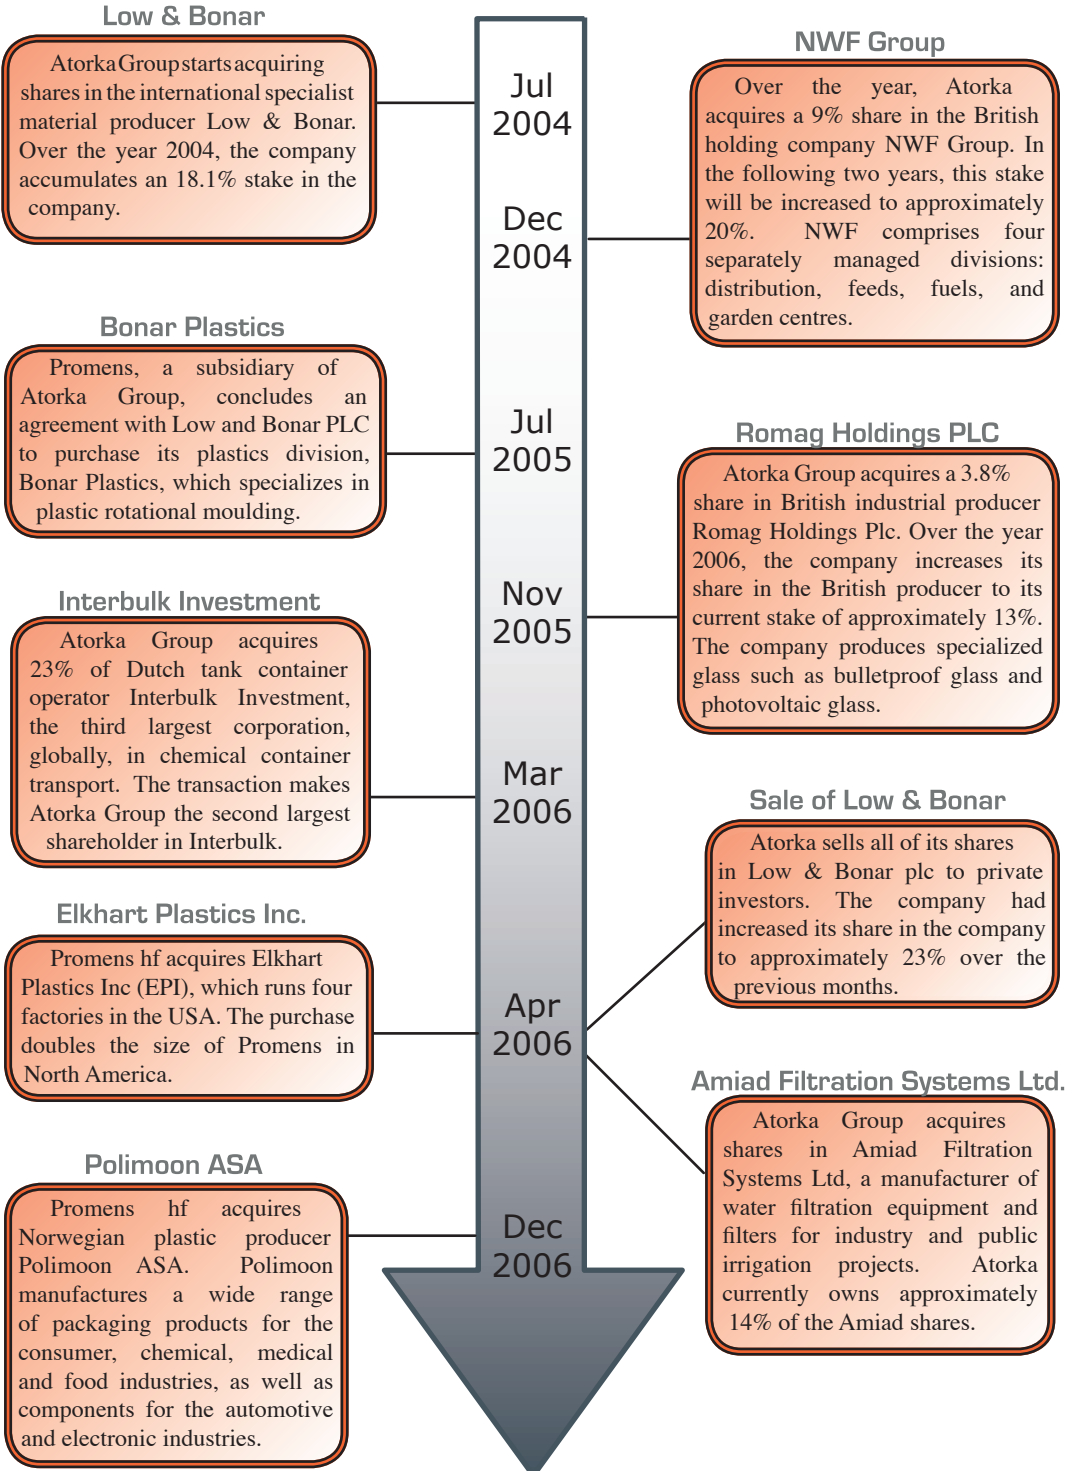 Low & Bonar
Atorka Group starts acquiring
shares in the international specialist
material producer Low & Bonar.
Over the year 2004, the company
accumulates an 18.1% stake in the
company.
Jul
2004
NWF Group
Over the year, Atorka
acquires a 9% share in the British
holding company NWF Group. In
the following two years, this stake
will be increased to approximately
20%. NWF comprises four
separately managed divisions:
distribution, feeds, fuels, and
garden centres.
Dec
2004
Bonar Plastics
Promens, a subsidiary of
Atorka Group, concludes an
agreement with Low and Bonar PLC
to purchase its plastics division,
Bonar Plastics, which specializes in
plastic rotational moulding.
Jul
2005
Romag Holdings PLC
Atorka Group acquires a 3.8%
share in British industrial producer
Romag Holdings Plc. Over the year
2006, the company increases its
share in the British producer to its
current stake of approximately 13%.
The company produces specialized
glass such as bulletproof glass and
photovoltaic glass.
Nov
2005
Interbulk Investment
Atorka Group acquires
23% of Dutch tank container
operator Interbulk Investment,
the third largest corporation,
globally, in chemical container
transport. The transaction makes
Atorka Group the second largest
shareholder in Interbulk.
Mar
2006
Sale of Low & Bonar
Atorka sells all of its shares
in Low & Bonar plc to private
investors. The company had
increased its share in the company
to approximately 23% over the
previous months.
Elkhart Plastics Inc.
Promens hf acquires Elkhart
Plastics Inc (EPI), which runs four
factories in the USA. The purchase
doubles the size of Promens in
North America.
Apr
2006
Amiad Filtration Systems Ltd.
Atorka Group acquires
shares in Amiad Filtration
Systems Ltd, a manufacturer of
water filtration equipment and
filters for industry and public
irrigation projects. Atorka
currently owns approximately
14% of the Amiad shares.
Polimoon ASA
Promens hf acquires
Norwegian plastic producer
Polimoon ASA. Polimoon
manufactures a wide range
of packaging products for the
consumer, chemical, medical
and food industries, as well as
components for the automotive
and electronic industries.
Dec
2006